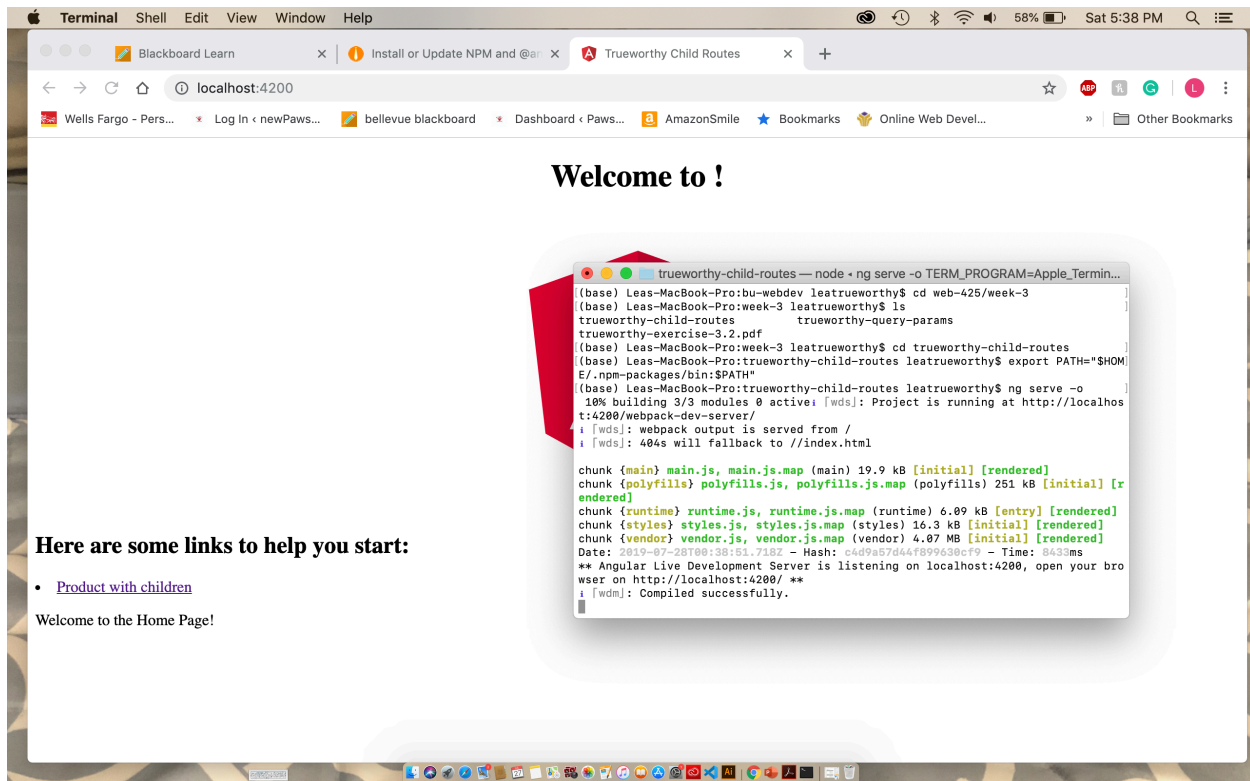 Terminal Shell Edit View Window Help 58% Sat 5:38 PM
Blackboard Learn Install or Update NPM and @an Trueworthy Child Routes
localhost:4200 ABP L
Wells Fargo - Pers... Log In ‹ newPaws... bellevue blackboard Dashboard ‹ Paws... AmazonSmile Bookmarks Online Web Devel... » Other Bookmarks
Welcome to !
trueworthy-child-routes — node ◂ ng serve -o TERM_PROGRAM=Apple_Termin...
[(base) Leas-MacBook-Pro:bu-webdev leatrueworthy$ cd web-425/week-3 ]
[(base) Leas-MacBook-Pro:week-3 leatrueworthy$ ls ]
trueworthy-child-routes trueworthy-query-params
trueworthy-exercise-3.2.pdf
[(base) Leas-MacBook-Pro:week-3 leatrueworthy$ cd trueworthy-child-routes ]
[(base) Leas-MacBook-Pro:trueworthy-child-routes leatrueworthy$ export PATH="$HOM]
E/.npm-packages/bin:$PATH"
[(base) Leas-MacBook-Pro:trueworthy-child-routes leatrueworthy$ ng serve -o ]
10% building 3/3 modules 0 activeℹ ｢wds｣: Project is running at http://localhos
t:4200/webpack-dev-server/
ℹ ｢wds｣: webpack output is served from /
ℹ ｢wds｣: 404s will fallback to //index.html
chunk {main} main.js, main.js.map (main) 19.9 kB [initial] [rendered]
chunk {polyfills} polyfills.js, polyfills.js.map (polyfills) 251 kB [initial] [r
endered]
chunk {runtime} runtime.js, runtime.js.map (runtime) 6.09 kB [entry] [rendered]
chunk {styles} styles.js, styles.js.map (styles) 16.3 kB [initial] [rendered]
chunk {vendor} vendor.js, vendor.js.map (vendor) 4.07 MB [initial] [rendered]
Date: 2019-07-28T00:38:51.718Z - Hash: c4d9a57d44f899630cf9 - Time: 8433ms
** Angular Live Development Server is listening on localhost:4200, open your bro
wser on http://localhost:4200/ **
ℹ ｢wdm｣: Compiled successfully.
Here are some links to help you start:
• Product with children
Welcome to the Home Page!